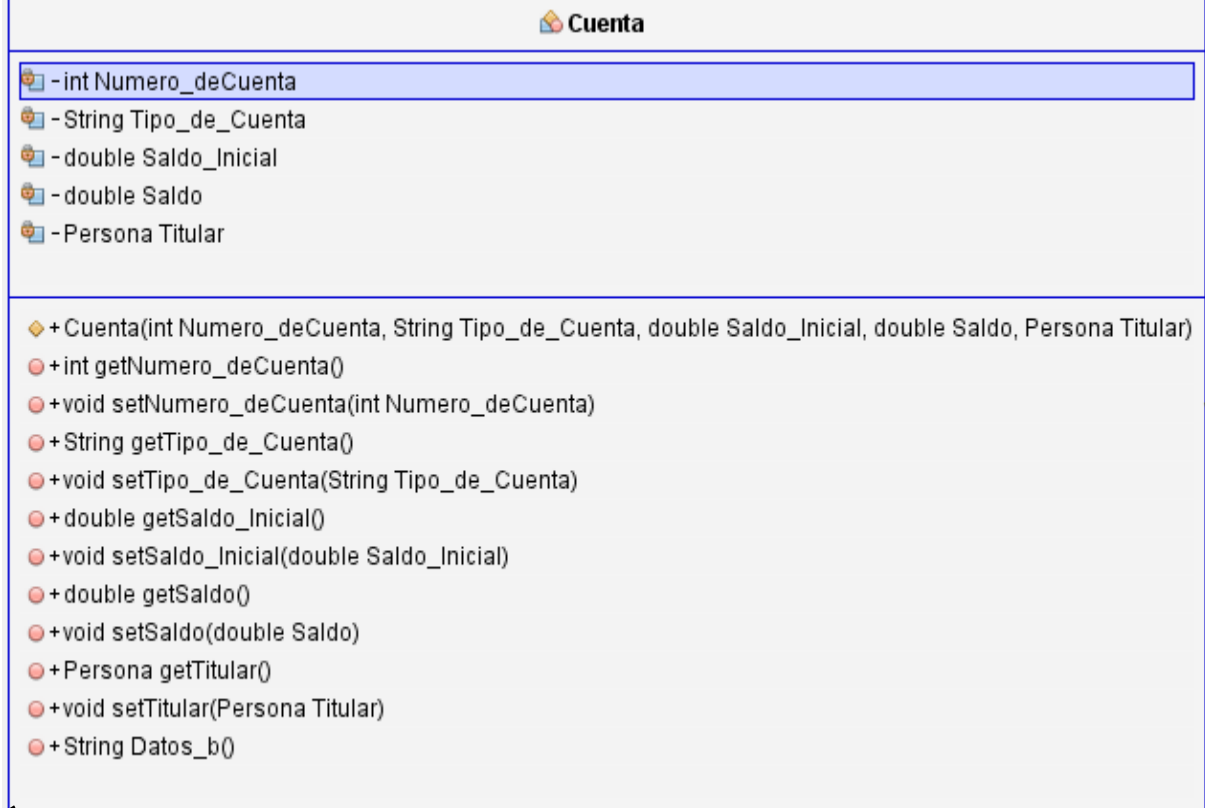 Cuenta
-int Numero_deCuenta
-String Tipo_de_Cuenta
-double Saldo_Inicial
-double Saldo
-Persona Titular
+Cuenta(int Numero_deCuenta, String Tipo_de_Cuenta, double Saldo_Inicial, double Saldo, Persona Titular)
+int getNumero_deCuenta()
+void setNumero_deCuenta(int Numero_deCuenta)
+String getTipo_de_Cuenta()
+void setTipo_de_Cuenta(String Tipo_de_Cuenta)
+double getSaldo_Inicial()
+void setSaldo_Inicial(double Saldo_Inicial)
+double getSaldo()
+void setSaldo(double Saldo)
+Persona getTitular()
+void setTitular(Persona Titular)
+String Datos_b()